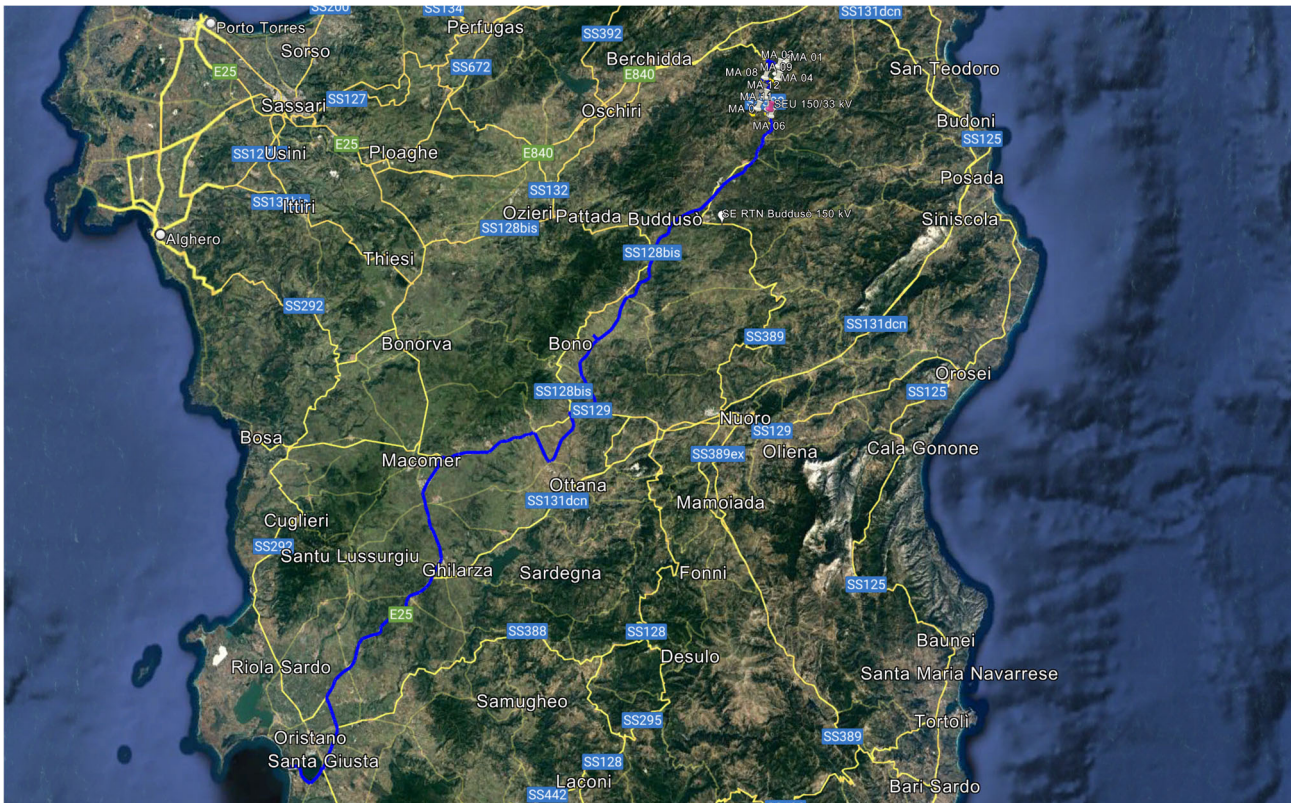 SS200
SS134
SS131dcn
Porto Torres
Perfugas
SS392
Sorso
Berchidda
MA 01
E25
SS672
E840
MA 09
San Teodoro
MA 08
MA 04
MA 12
SS127
Sassari
Oschiri
SEU 150/33 kV
Budoni
MA 06
SS125
Usini
E25
Ploaghe
E840
Posada
SS132
Ittiri
Ozieri
Pattada
Buddusò
SE RTN Buddusò 150 kV
Siniscola
SS128bis
Alghero
Thiesi
SS128bis
SS292
SS131dcn
Bonorva
Bono
SS389
Orosei
SS128bis
SS125
SS129
Nuoro
SS129
Bosa
Macomer
SS389ex
Oliena
Cala Gonone
Ottana
SS131dcn
Mamoiada
Cuglieri
SS292
Santu Lussurgiu
Ghilarza
Sardegna
Fonni
SS125
E25
SS388
SS128
Baunei
Riola Sardo
Desulo
Santa Maria Navarrese
Samugheo
SS295
Tortolì
Oristano
SS389
Santa Giusta
SS128
Laconi
Bari Sardo
SS442